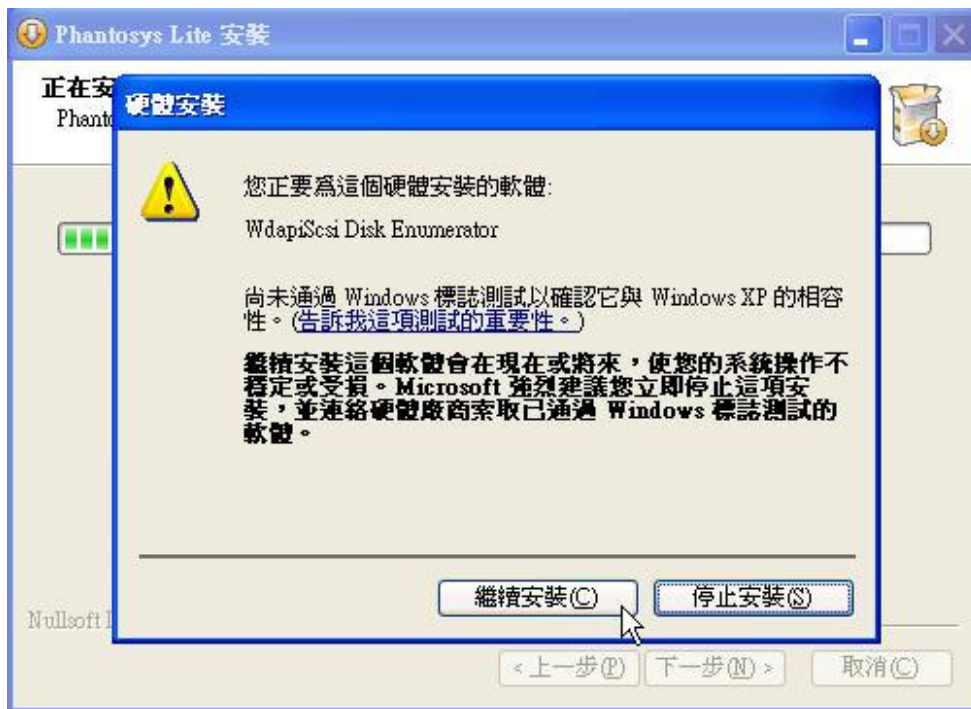 Phantosys Lite 安裝
正在安
Phanto
硬體安裝
您正要為這個硬體安裝的軟體:
WdapiScsi Disk Enumerator
尚未通過 Windows 標誌測試以確認它與 Windows XP 的相容
性。(告訴我這項測試的重要性。)
繼續安裝這個軟體會在現在或將來，使您的系統操作不
穩定或受損。Microsoft 強烈建議您立即停止這項安
裝，並連絡硬體廠商索取已通過 Windows 標誌測試的
軟體。
繼續安裝(C)
停止安裝(S)
Nullsoft I
<上一步(P)
下一步(N) >
取消(C)